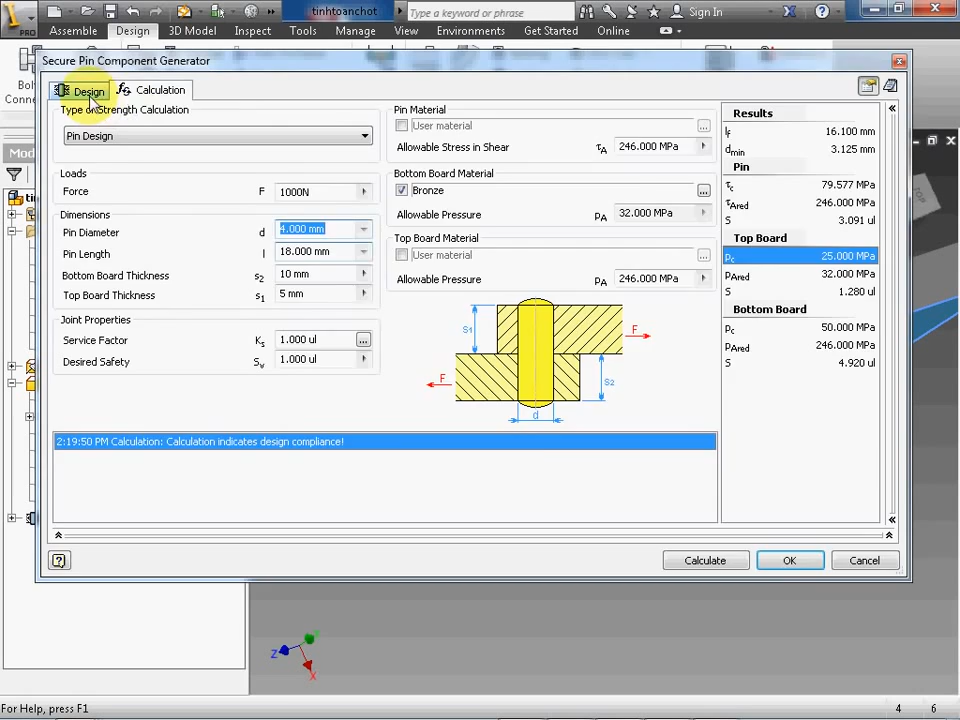 PRO
tinhtoanchot
Type a keyword or phrase
Sign In
Assemble Design 3D Model Inspect Tools Manage View Environments Get Started Online
Secure Pin Component Generator
Design
Calculation
Type of Strength Calculation
Pin Design
Loads
Force F 1000N
Dimensions
Pin Diameter d 4.000 mm
Pin Length l 18.000 mm
Bottom Board Thickness s2 10 mm
Top Board Thickness s1 5 mm
Joint Properties
Service Factor Ks 1.000 ul ...
Desired Safety Sv 1.000 ul
Pin Material
User material ...
Allowable Stress in Shear τA 246.000 MPa
Bottom Board Material
Bronze ...
Allowable Pressure pA 32.000 MPa
Top Board Material
User material ...
Allowable Pressure pA 246.000 MPa
S1
F
F
S2
d
Results
lf 16.100 mm
dmin 3.125 mm
Pin
τc 79.577 MPa
τAred 246.000 MPa
S 3.091 ul
Top Board
pc 25.000 MPa
pAred 32.000 MPa
S 1.280 ul
Bottom Board
pc 50.000 MPa
pAred 246.000 MPa
S 4.920 ul
2:19:50 PM Calculation: Calculation indicates design compliance!
Calculate OK Cancel
Z
X
For Help, press F1
4 6